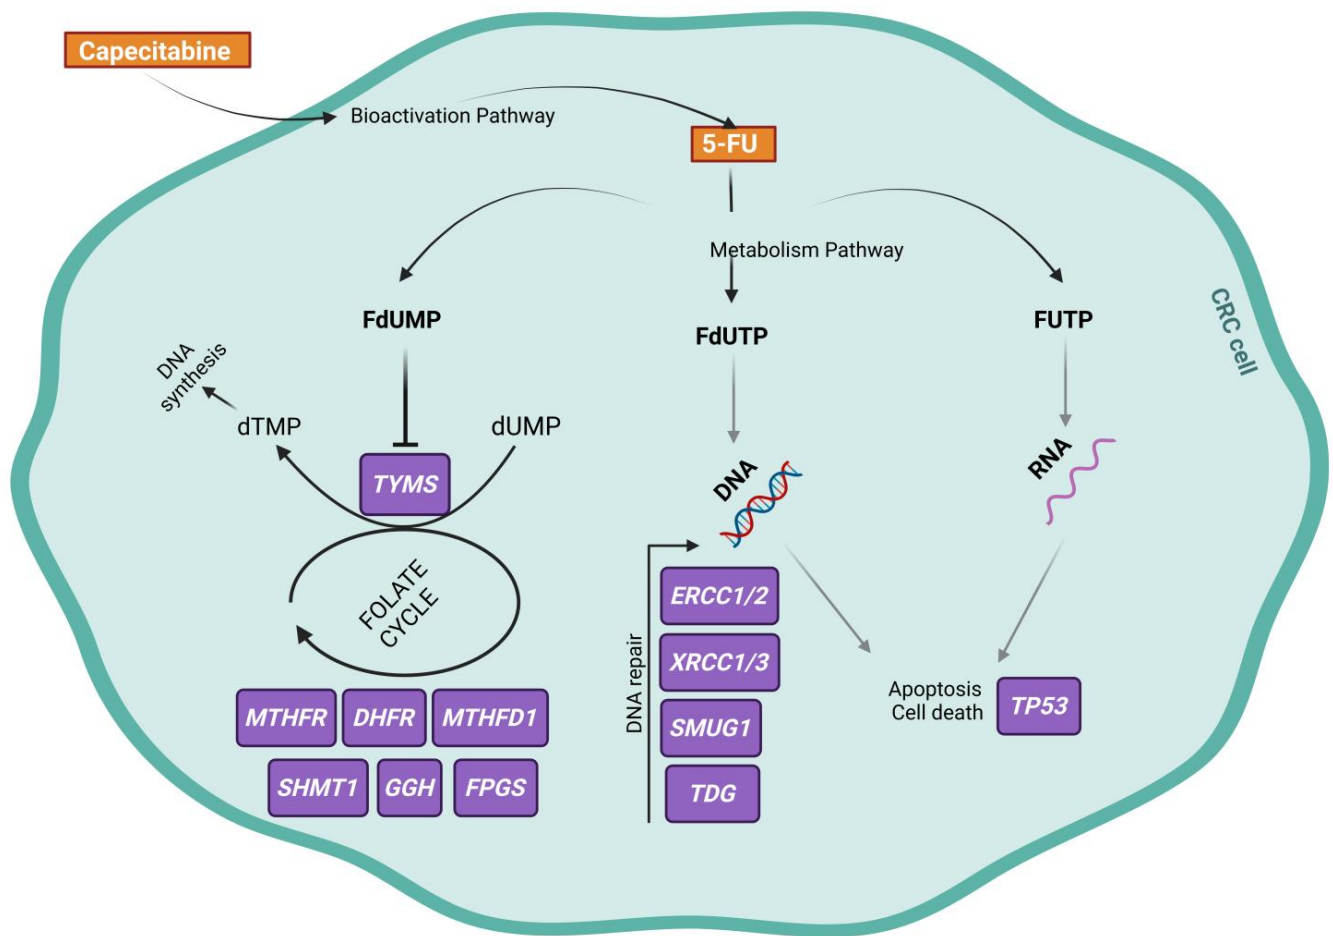 Capecitabine
Bioactivation Pathway
5-FU
Metabolism Pathway
FdUMP
FdUTP
FUTP
CRC cell
DNA
synthesis
dTMP
dUMP
TYMS
FOLATE
CYCLE
MTHFR
DHFR
MTHFD1
SHMT1
GGH
FPGS
DNA
RNA
DNA repair
ERCC1/2
XRCC1/3
SMUG1
TDG
Apoptosis
Cell death
TP53